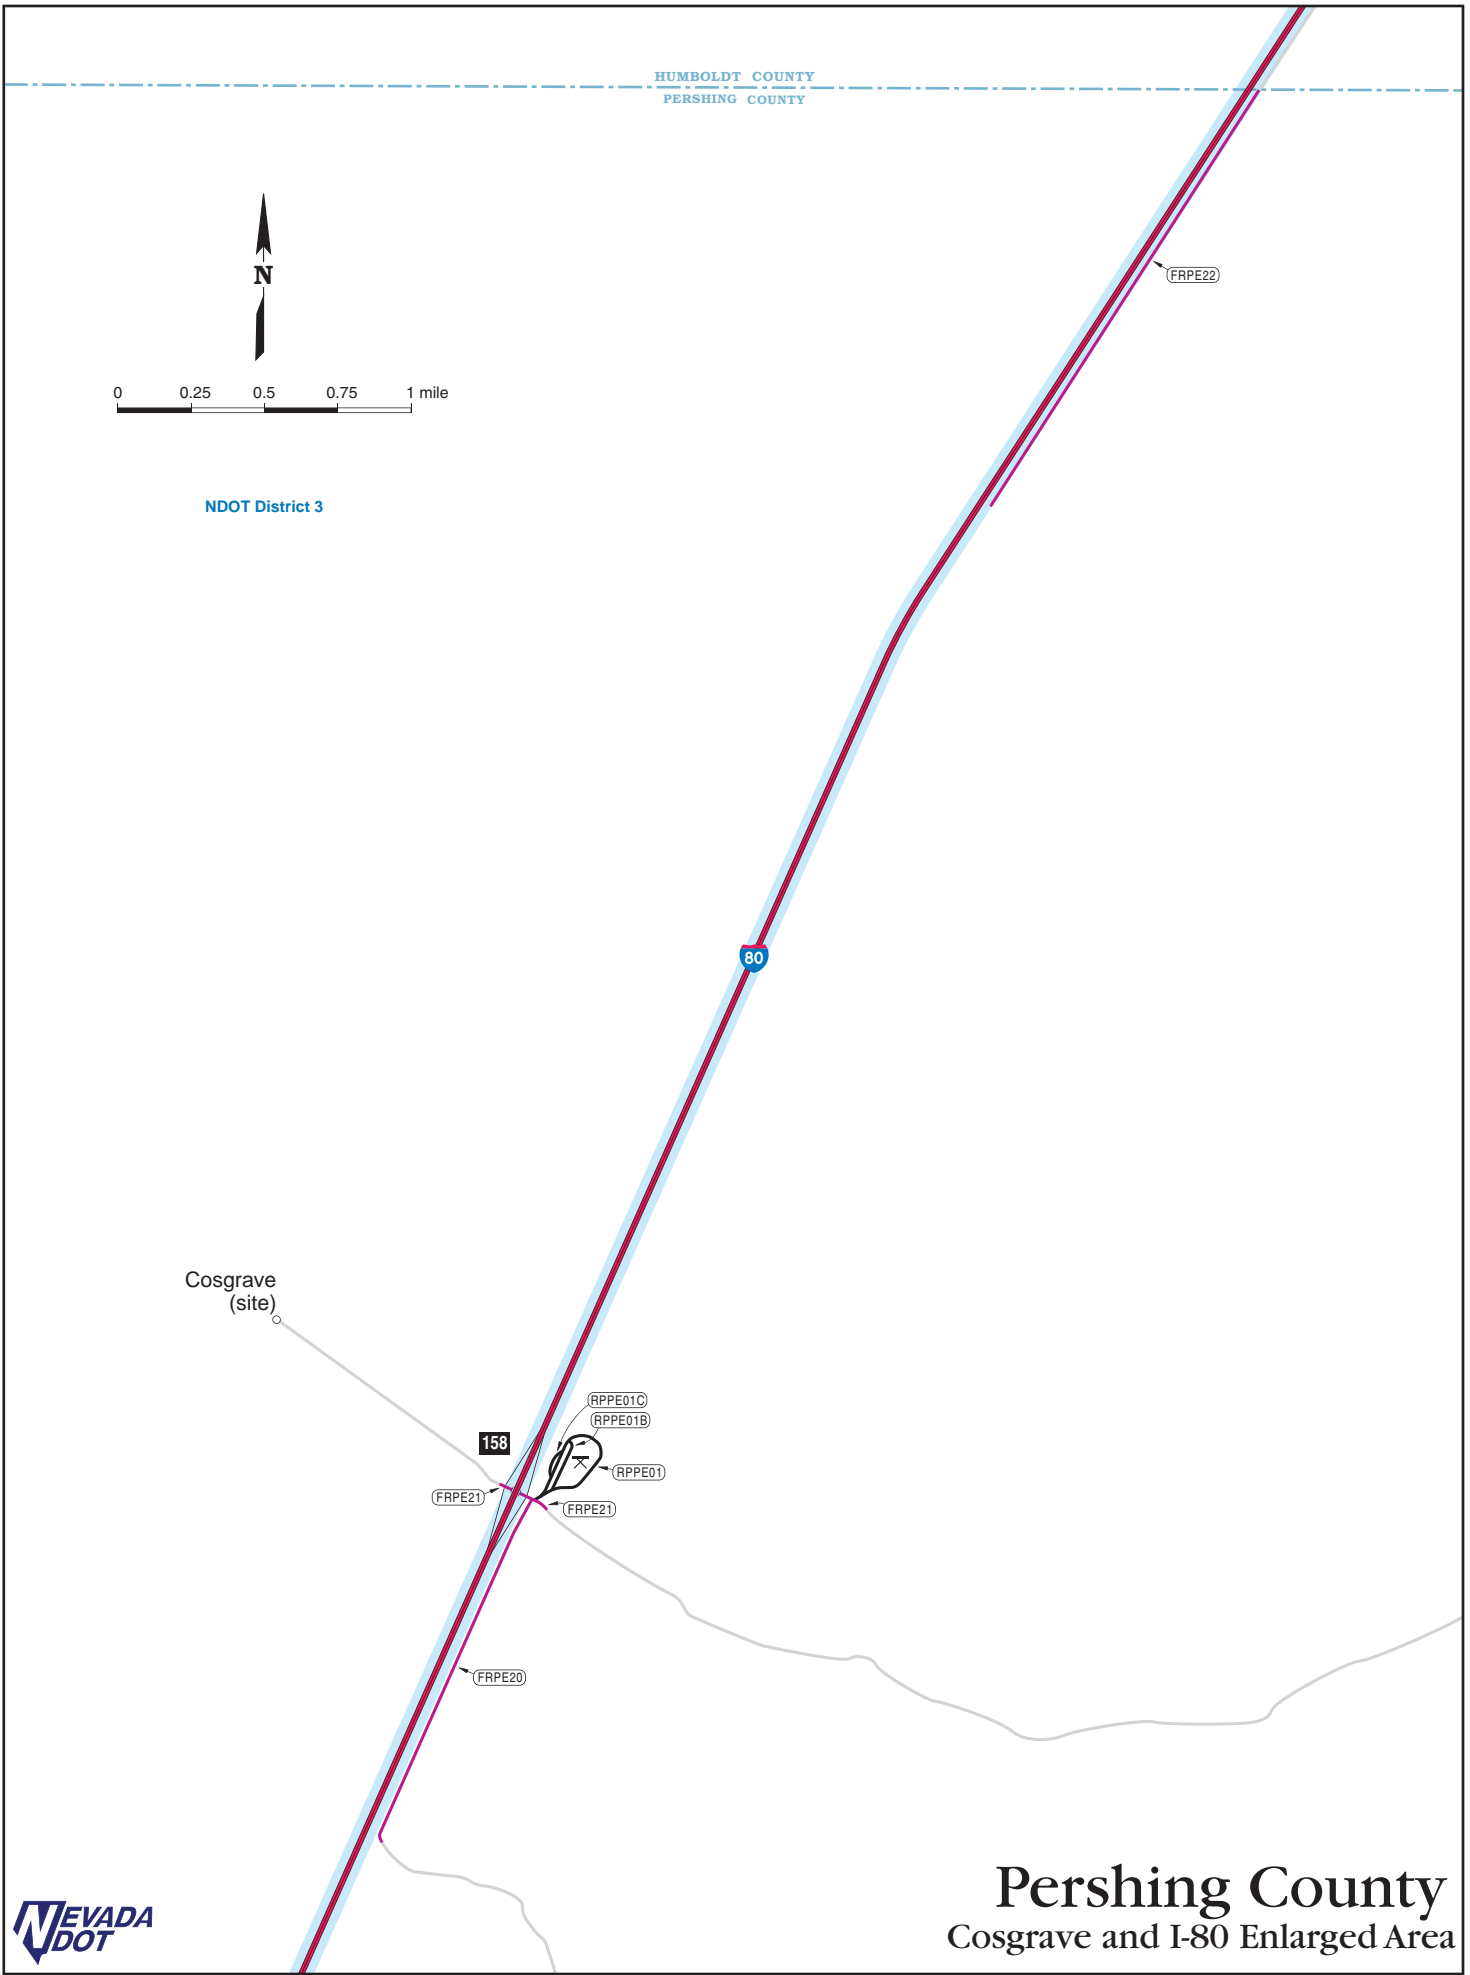 HUMBOLDT COUNTY
PERSHING COUNTY
N
FRPE22
0 0.25 0.5 0.75 1 mile
NDOT District 3
80
Cosgrave
(site)
RPPE01C
RPPE01B
158
RPPE01
FRPE21
FRPE21
FRPE20
Pershing County
Cosgrave and I-80 Enlarged Area
NEVADA
DOT